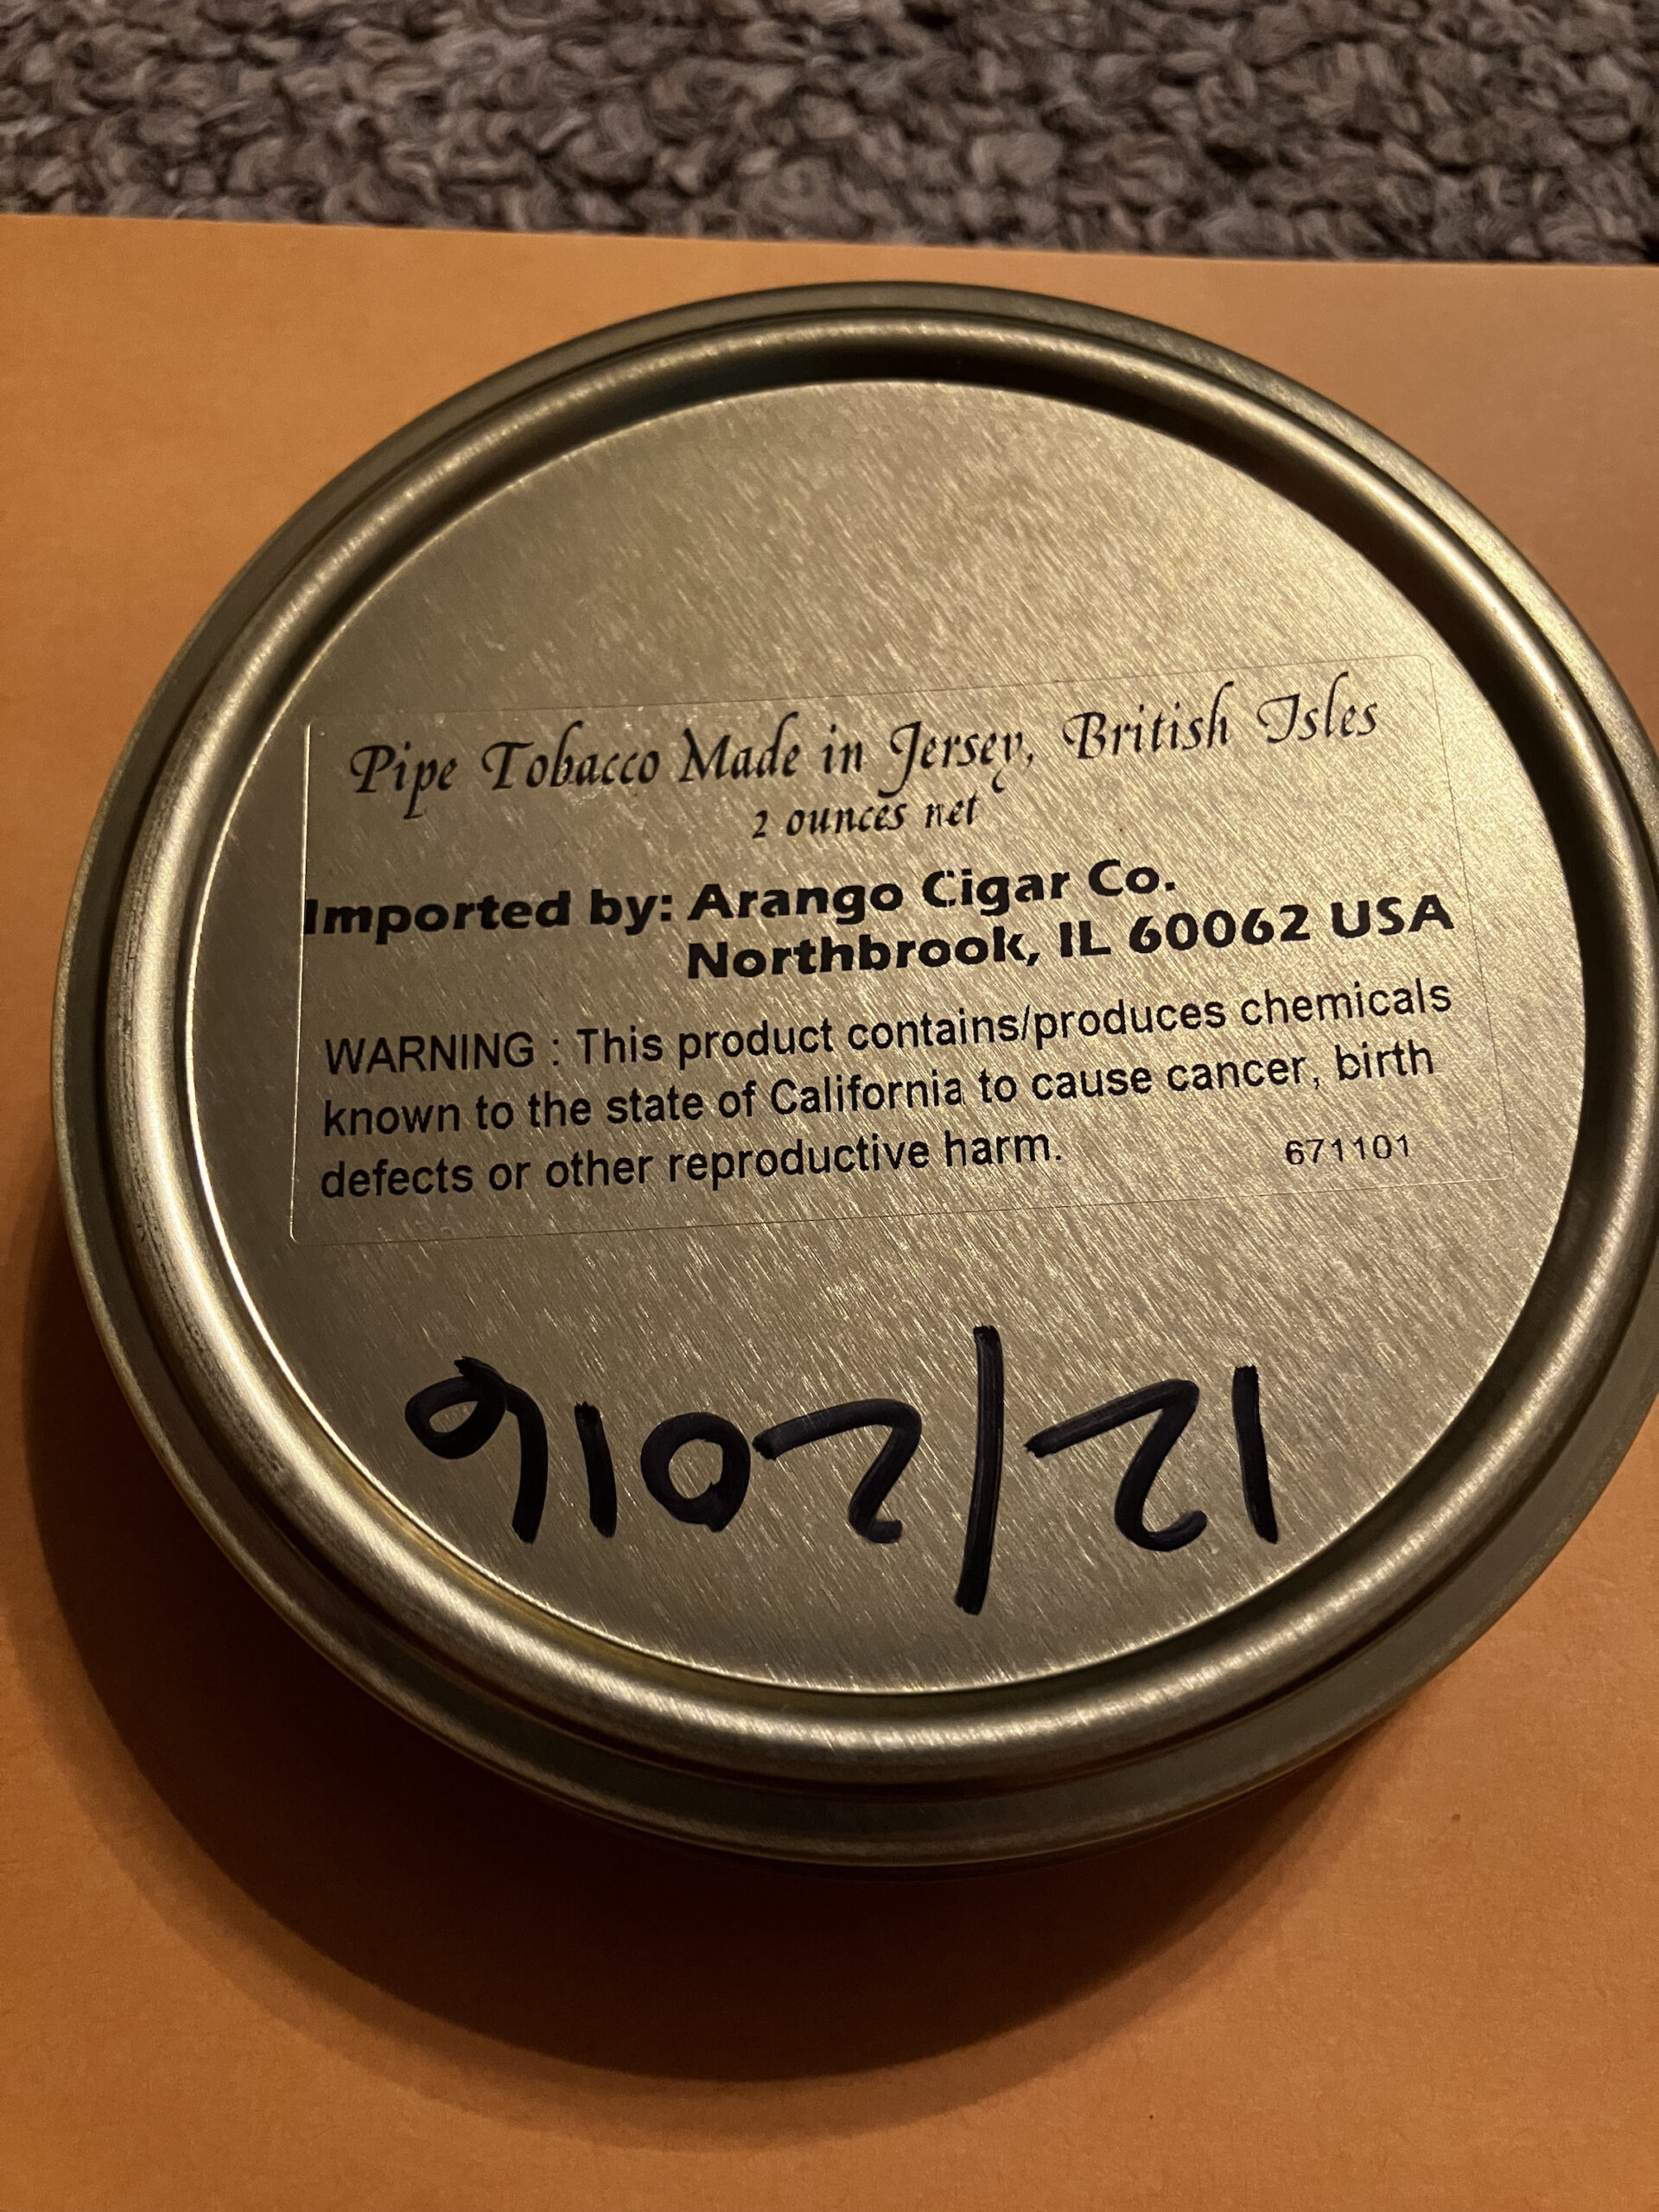 Pipe Tobacco Made in Jersey, British Isles
2 ounces net
Imported by: Arango Cigar Co.
Northbrook, IL 60062 USA
WARNING : This product contains/produces chemicals
known to the state of California to cause cancer, birth
defects or other reproductive harm. 671101
12/2016